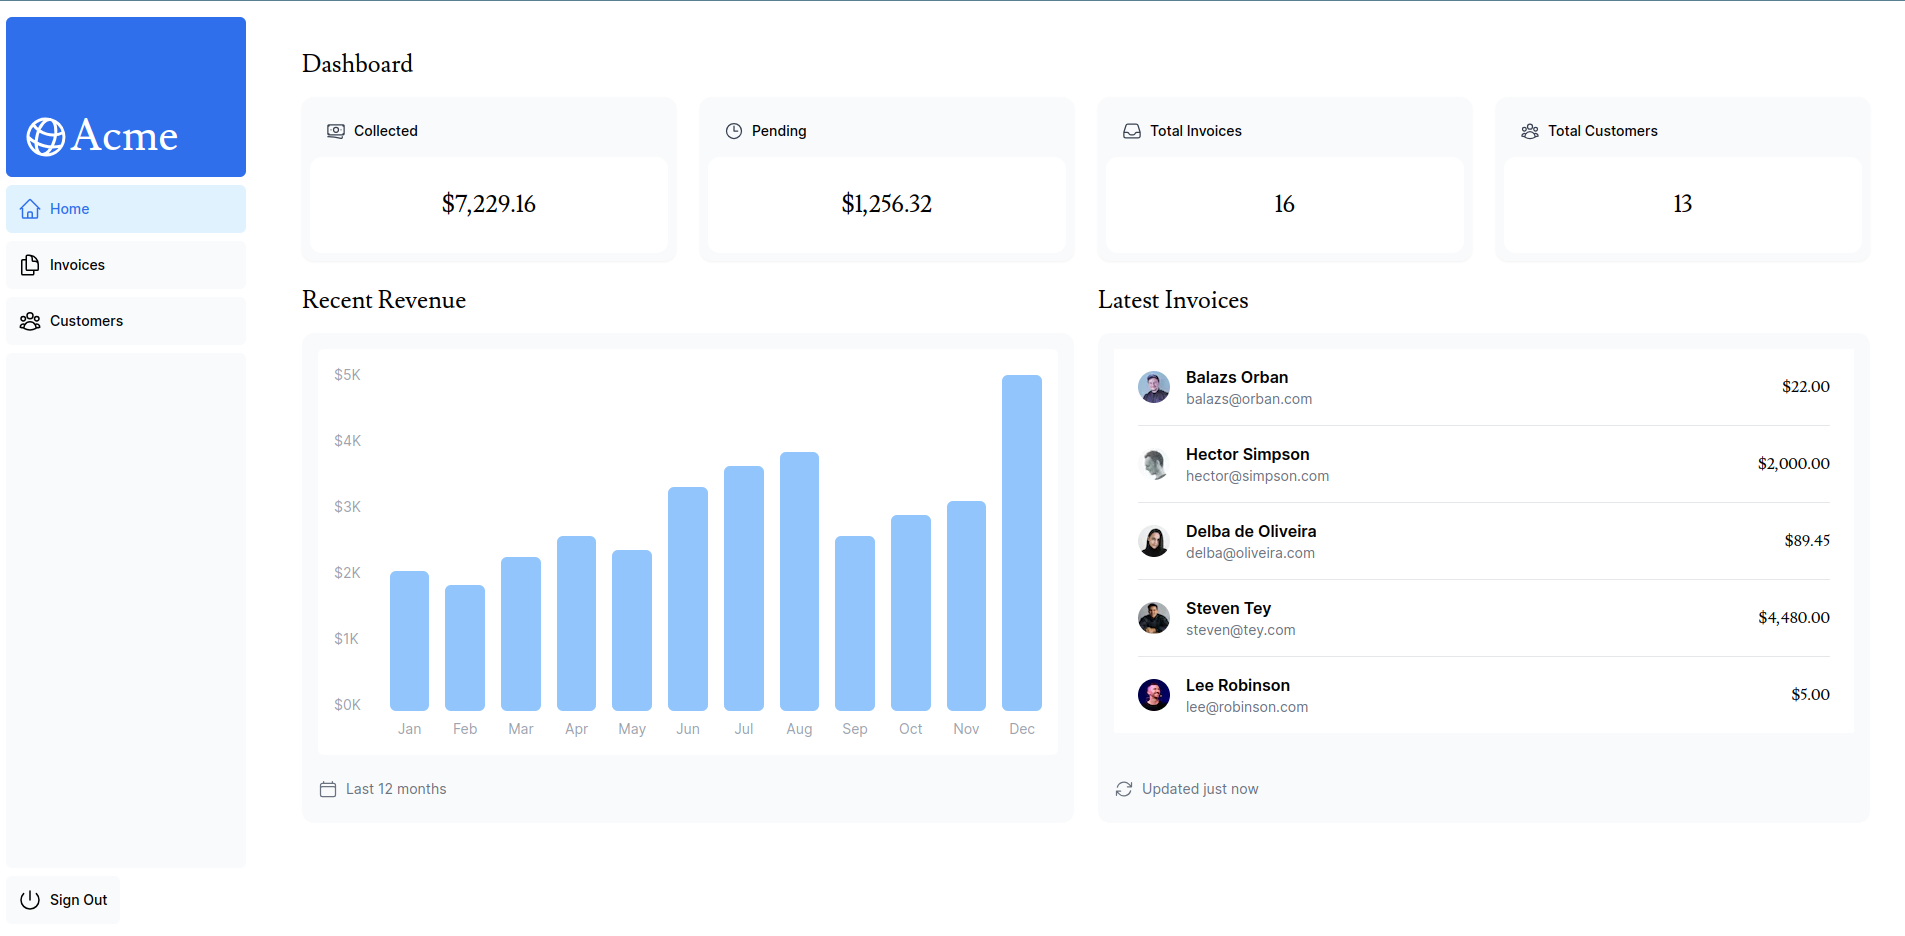 Acme
Home
Invoices
Customers
Sign Out
Dashboard
Collected
$7,229.16
Pending
$1,256.32
Total Invoices
16
Total Customers
13
Recent Revenue
$5K
$4K
$3K
$2K
$1K
$0K
Jan Feb Mar Apr May Jun Jul Aug Sep Oct Nov Dec
Last 12 months
Latest Invoices
Balazs Orban
balazs@orban.com
$22.00
Hector Simpson
hector@simpson.com
$2,000.00
Delba de Oliveira
delba@oliveira.com
$89.45
Steven Tey
steven@tey.com
$4,480.00
Lee Robinson
lee@robinson.com
$5.00
Updated just now